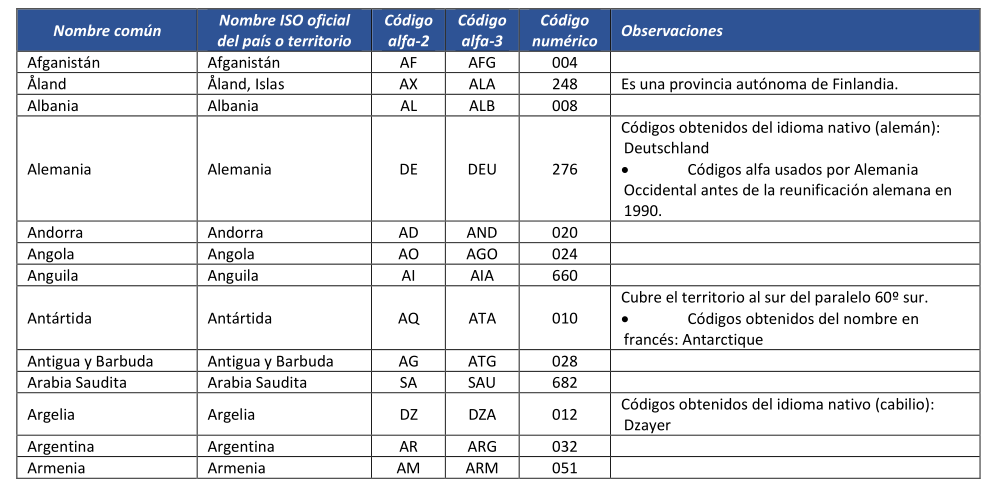 Nombre común Nombre ISO oficial del país o territorio Código alfa-2 Código alfa-3 Código numérico Observaciones
Afganistán Afganistán AF AFG 004
Åland Åland, Islas AX ALA 248 Es una provincia autónoma de Finlandia.
Albania Albania AL ALB 008
Alemania Alemania DE DEU 276 Códigos obtenidos del idioma nativo (alemán):
Deutschland
• Códigos alfa usados por Alemania
Occidental antes de la reunificación alemana en
1990.
Andorra Andorra AD AND 020
Angola Angola AO AGO 024
Anguila Anguila AI AIA 660
Antártida Antártida AQ ATA 010 Cubre el territorio al sur del paralelo 60º sur.
• Códigos obtenidos del nombre en
francés: Antarctique
Antigua y Barbuda Antigua y Barbuda AG ATG 028
Arabia Saudita Arabia Saudita SA SAU 682
Argelia Argelia DZ DZA 012 Códigos obtenidos del idioma nativo (cabilio):
Dzayer
Argentina Argentina AR ARG 032
Armenia Armenia AM ARM 051